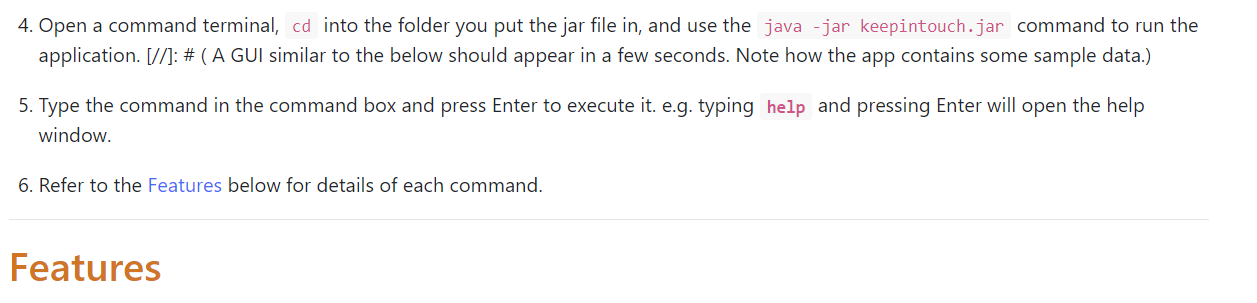 4. Open a command terminal, cd into the folder you put the jar file in, and use the java -jar keepintouch.jar command to run the
application. [//]: # ( A GUI similar to the below should appear in a few seconds. Note how the app contains some sample data.)
5. Type the command in the command box and press Enter to execute it. e.g. typing help and pressing Enter will open the help
window.
6. Refer to the Features below for details of each command.
Features